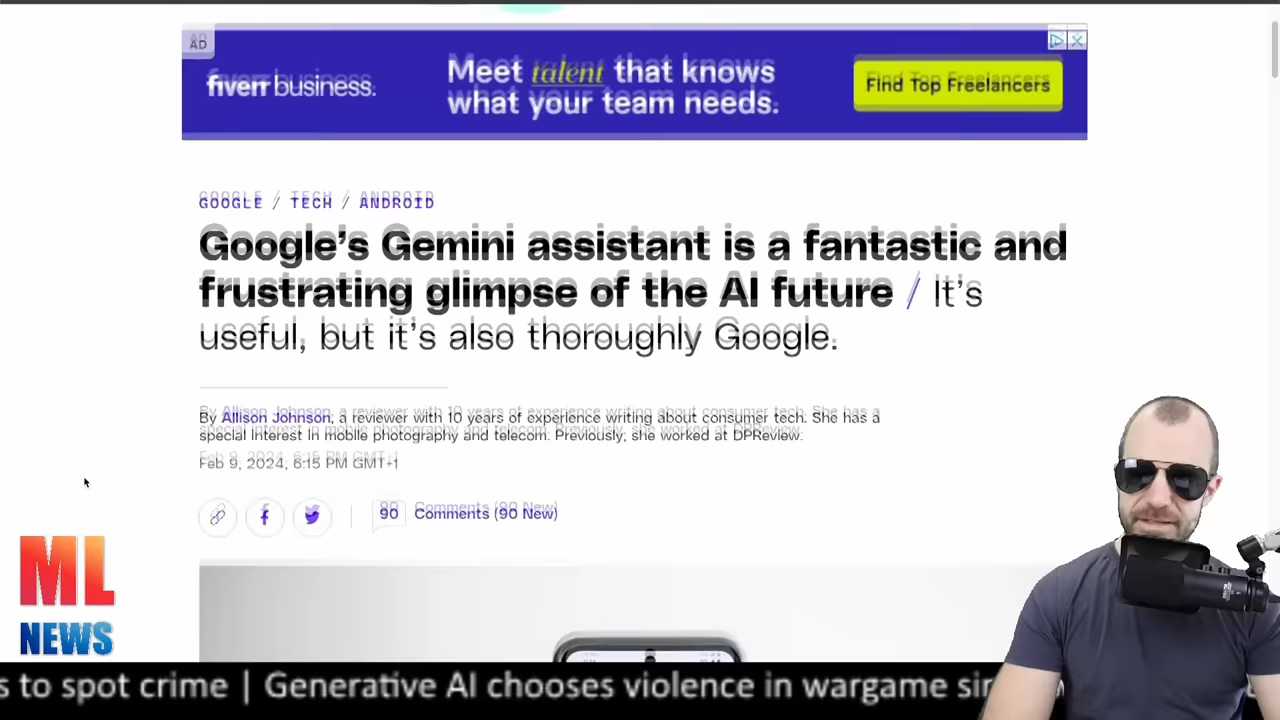 AD
fiverr business.
Meet talent that knows
what your team needs.
Find Top Freelancers
GOOGLE / TECH / ANDROID
Google's Gemini assistant is a fantastic and
frustrating glimpse of the AI future / It's
useful, but it's also thoroughly Google.
By Allison Johnson, a reviewer with 10 years of experience writing about consumer tech. She has a
special interest in mobile photography and telecom. Previously, she worked at DPReview.
Feb 9, 2024, 6:15 PM GMT+1
90 Comments (90 New)
ML
NEWS
s to spot crime | Generative AI chooses violence in wargame